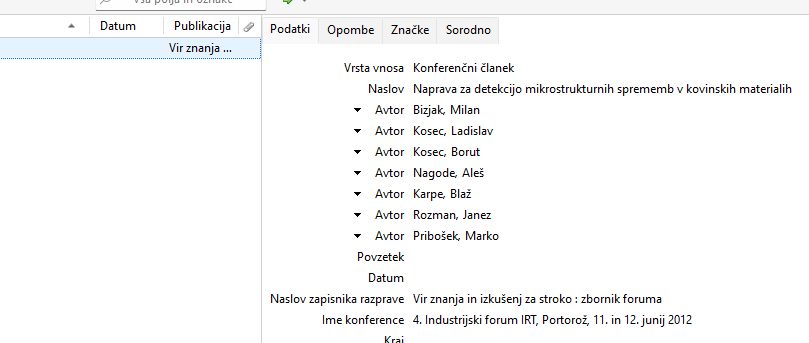 Vsa polja in oznake
Datum Publikacija
Vir znanja ...
Podatki Opombe Značke Sorodno
Vrsta vnosa Konferenčni članek
Naslov Naprava za detekcijo mikrostrukturnih sprememb v kovinskih materialih
Avtor Bizjak, Milan
Avtor Kosec, Ladislav
Avtor Kosec, Borut
Avtor Nagode, Aleš
Avtor Karpe, Blaž
Avtor Rozman, Janez
Avtor Pribošek, Marko
Povzetek
Datum
Naslov zapisnika razprave Vir znanja in izkušenj za stroko : zbornik foruma
Ime konference 4. Industrijski forum IRT, Portorož, 11. in 12. junij 2012
Kraj